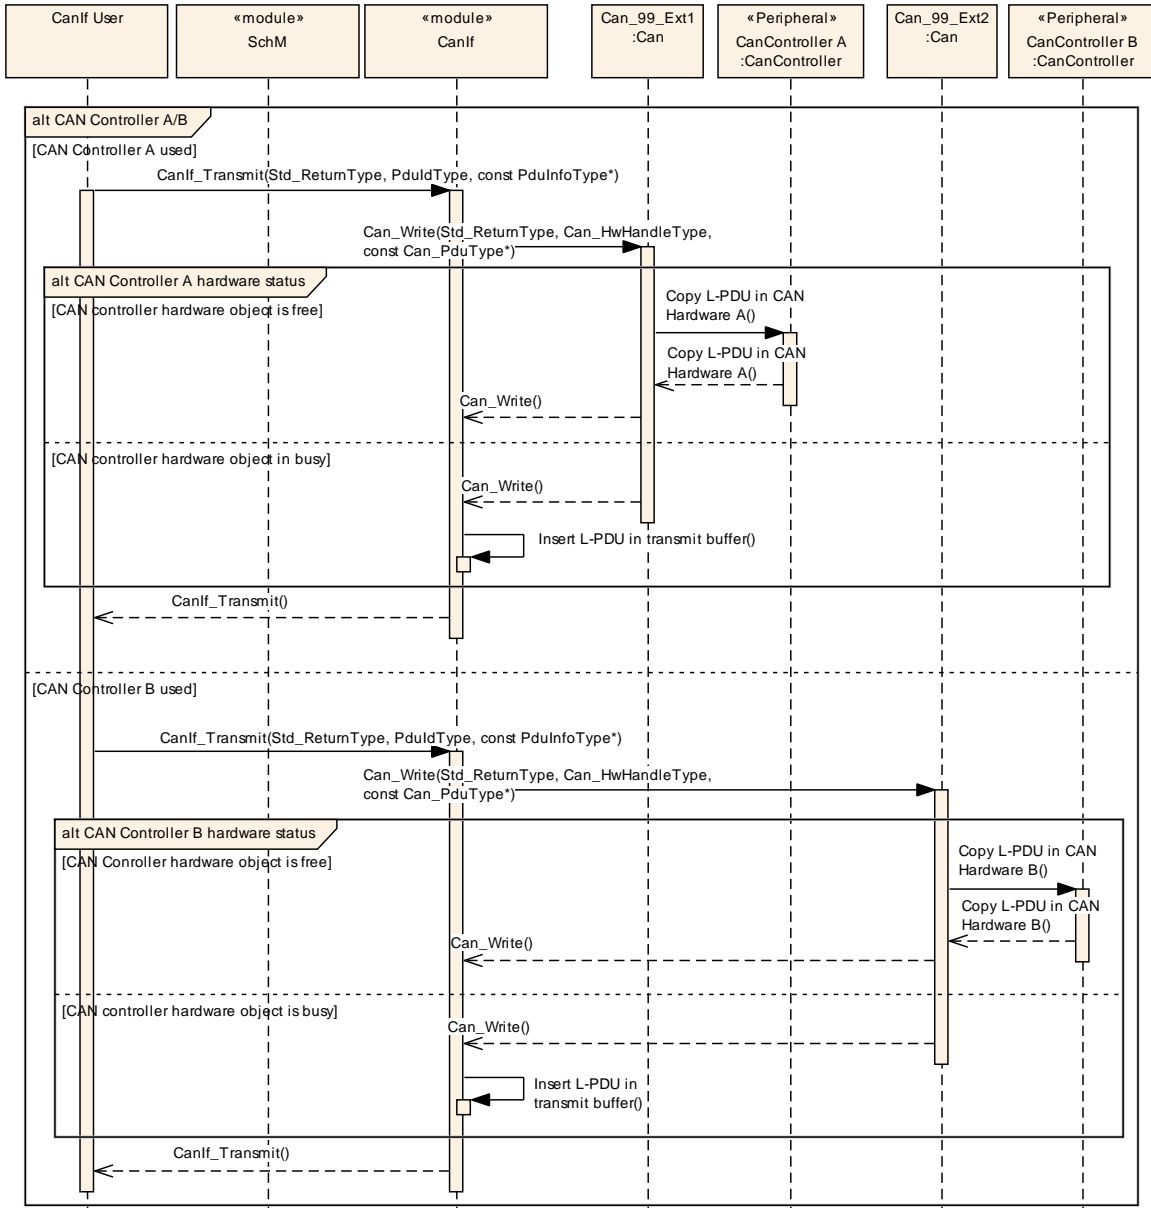 CanIf User
«module»
SchM
«module»
CanIf
Can_99_Ext1
:Can
«Peripheral»
CanController A
:CanController
Can_99_Ext2
:Can
«Peripheral»
CanController B
:CanController
alt CAN Controller A/B
[CAN Controller A used]
CanIf_Transmit(Std_ReturnType, PduIdType, const PduInfoType*)
Can_Write(Std_ReturnType, Can_HwHandleType,
const Can_PduType*)
alt CAN Controller A hardware status
[CAN controller hardware object is free]
Copy L-PDU in CAN
Hardware A()
Copy L-PDU in CAN
Hardware A()
Can_Write()
[CAN controller hardware object in busy]
Can_Write()
Insert L-PDU in transmit buffer()
CanIf_Transmit()
[CAN Controller B used]
CanIf_Transmit(Std_ReturnType, PduIdType, const PduInfoType*)
Can_Write(Std_ReturnType, Can_HwHandleType,
const Can_PduType*)
alt CAN Controller B hardware status
[CAN Conroller hardware object is free]
Copy L-PDU in CAN
Hardware B()
Copy L-PDU in CAN
Hardware B()
Can_Write()
[CAN controller hardware object is busy]
Can_Write()
Insert L-PDU in
transmit buffer()
CanIf_Transmit()